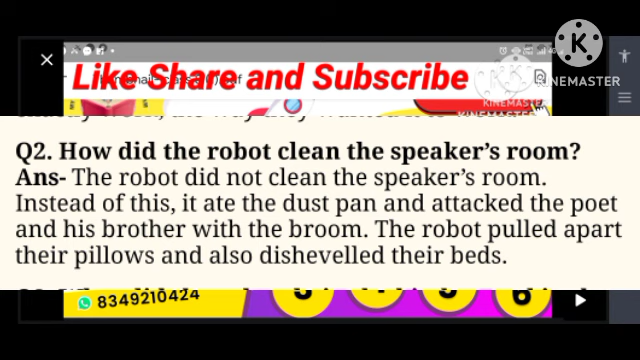 KINEMASTER
Like Share and Subscribe
KINEMASTER
KINEMASTER
Q2. How did the robot clean the speaker's room?
Ans- The robot did not clean the speaker's room.
Instead of this, it ate the dust pan and attacked the poet
and his brother with the broom. The robot pulled apart
their pillows and also dishevelled their beds.
8349210424